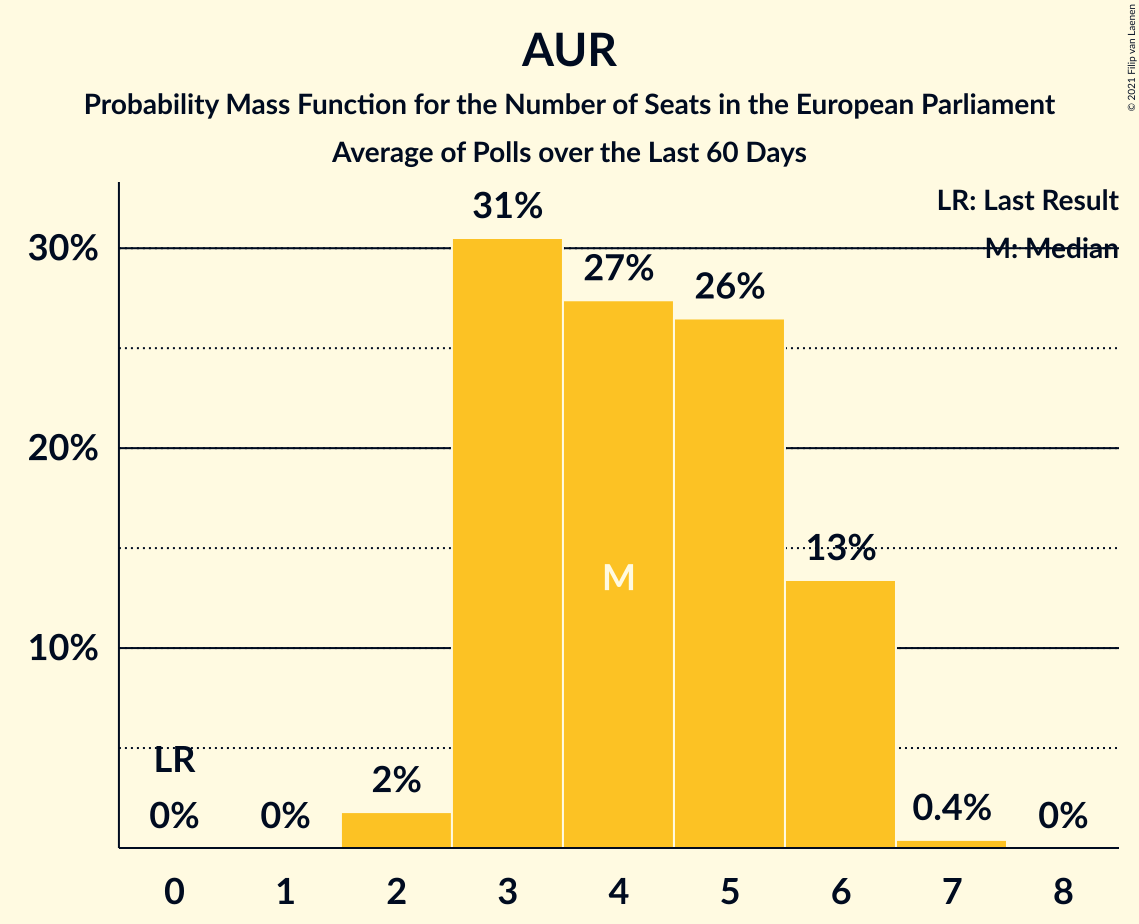 AUR
Probability Mass Function for the Number of Seats in the European Parliament
Average of Polls over the Last 60 Days
© 2021 Filip van Laenen
LR: Last Result
M: Median
30%
20%
10%
31%
27%
26%
13%
M
LR
0%
0%
2%
0.4%
0%
0 1 2 3 4 5 6 7 8